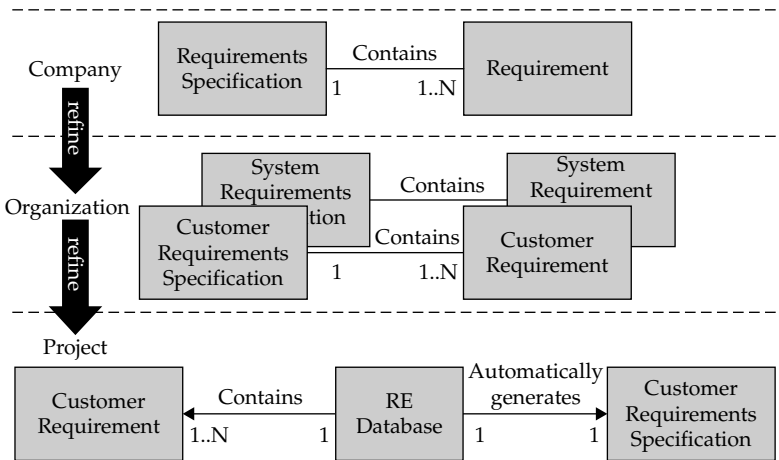 Requirements
Specification
Contains
1
1..N
Requirement
Company
refine
System
Requirements
Contains
System
Requirement
Organization
Customer
Requirements
Specification
Contains
1
1..N
Customer
Requirement
refine
Project
Customer
Requirement
Contains
1..N
1
RE
Database
Automatically
generates
1
1
Customer
Requirements
Specification